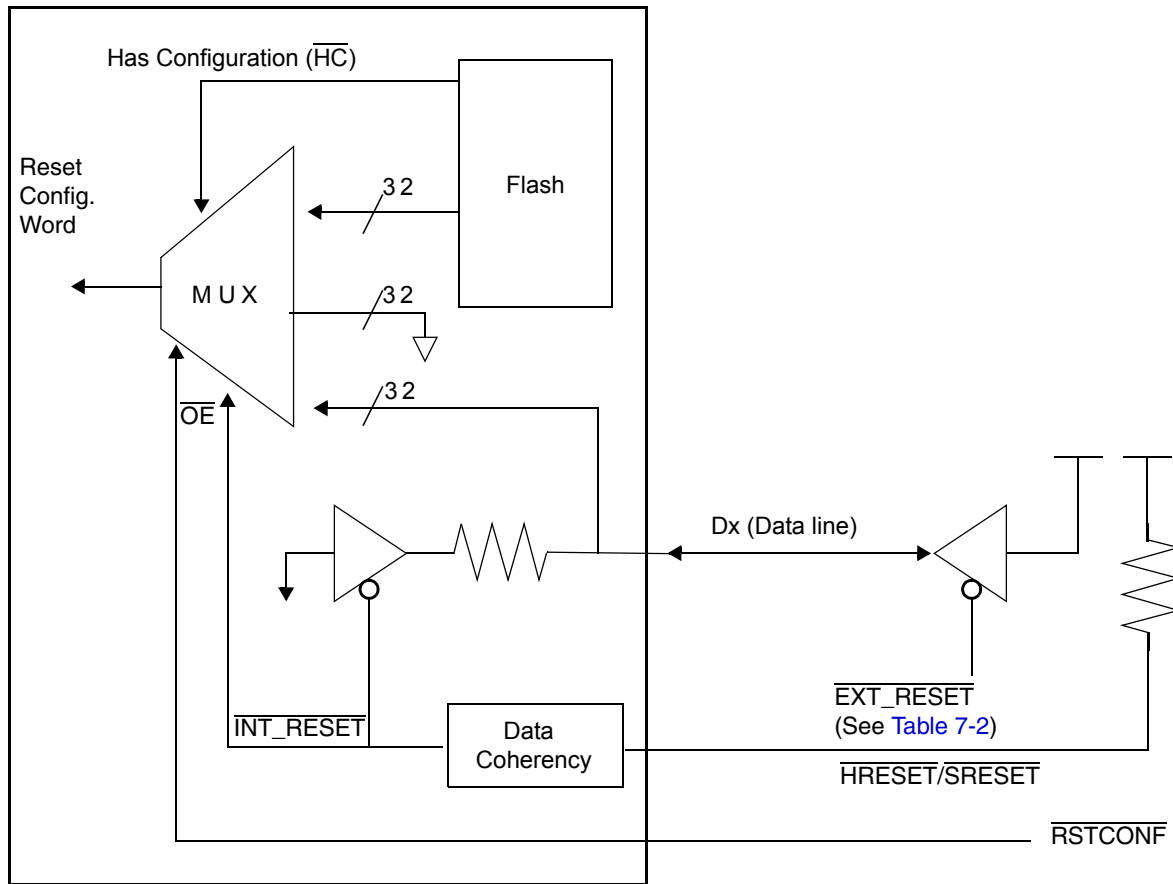 Has Configuration (HC)
Reset
Config.
Word
Flash
32
MUX
32
32
OE
Dx (Data line)
INT_RESET
Data
Coherency
EXT_RESET
(See Table 7-2)
HRESET/SRESET
RSTCONF